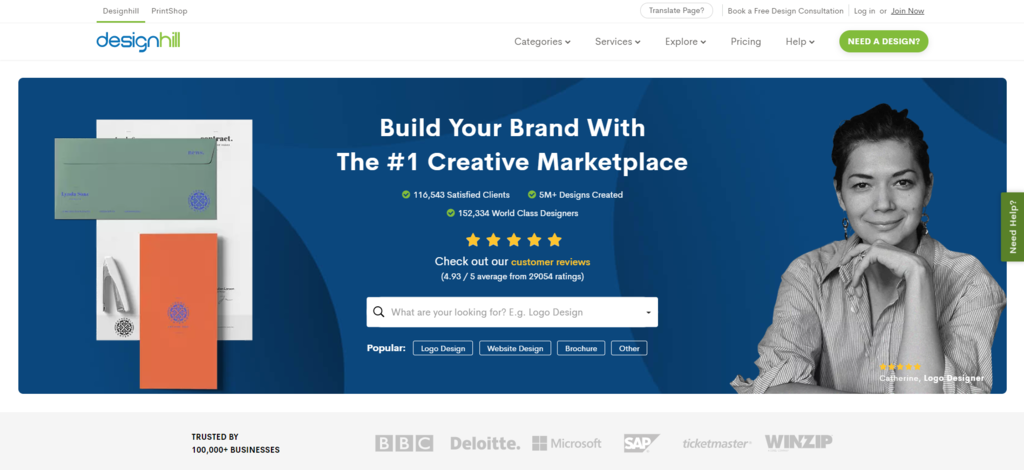 Designhill PrintShop
Translate Page? Book a Free Design Consultation Log in or Join Now
designhill
Categories Services Explore Pricing Help NEED A DESIGN?
Build Your Brand With
The #1 Creative Marketplace
116,543 Satisfied Clients 5M+ Designs Created
152,334 World Class Designers
Check out our customer reviews
(4.93 / 5 average from 29054 ratings)
What are your looking for? E.g. Logo Design
Popular: Logo Design Website Design Brochure Other
Need Help?
Catherine, Logo Designer
TRUSTED BY
100,000+ BUSINESSES
BBC Deloitte. Microsoft SAP ticketmaster WINZIP